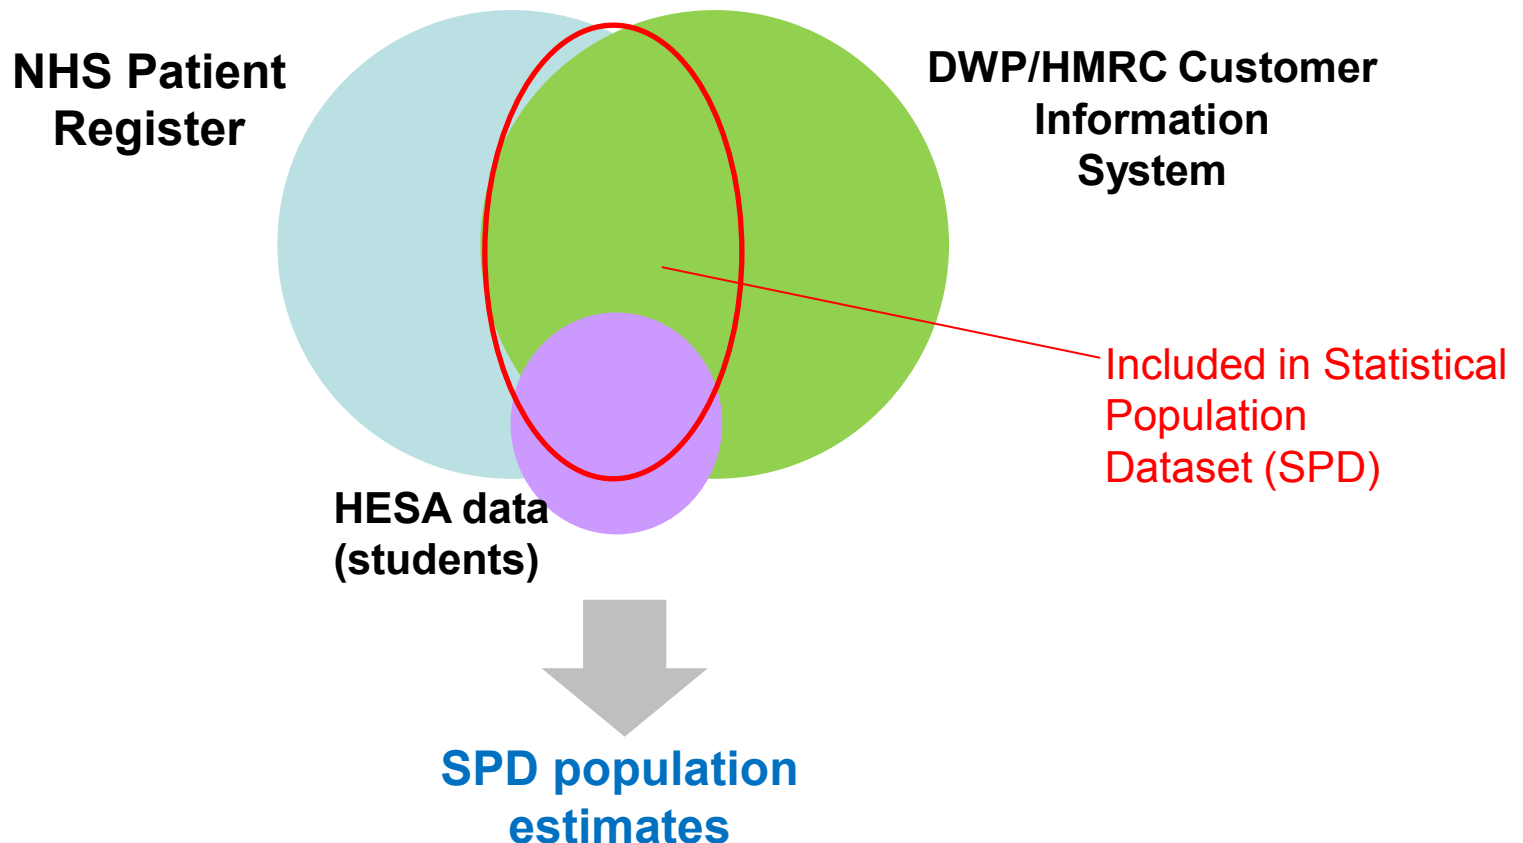 NHS Patient
Register
DWP/HMRC Customer
Information
System
Included in Statistical
Population
Dataset (SPD)
HESA data
(students)
SPD population
estimates